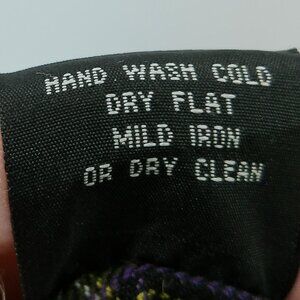 HAND WASH COLD
DRY FLAT
MILD IRON
OR DRY CLEAN